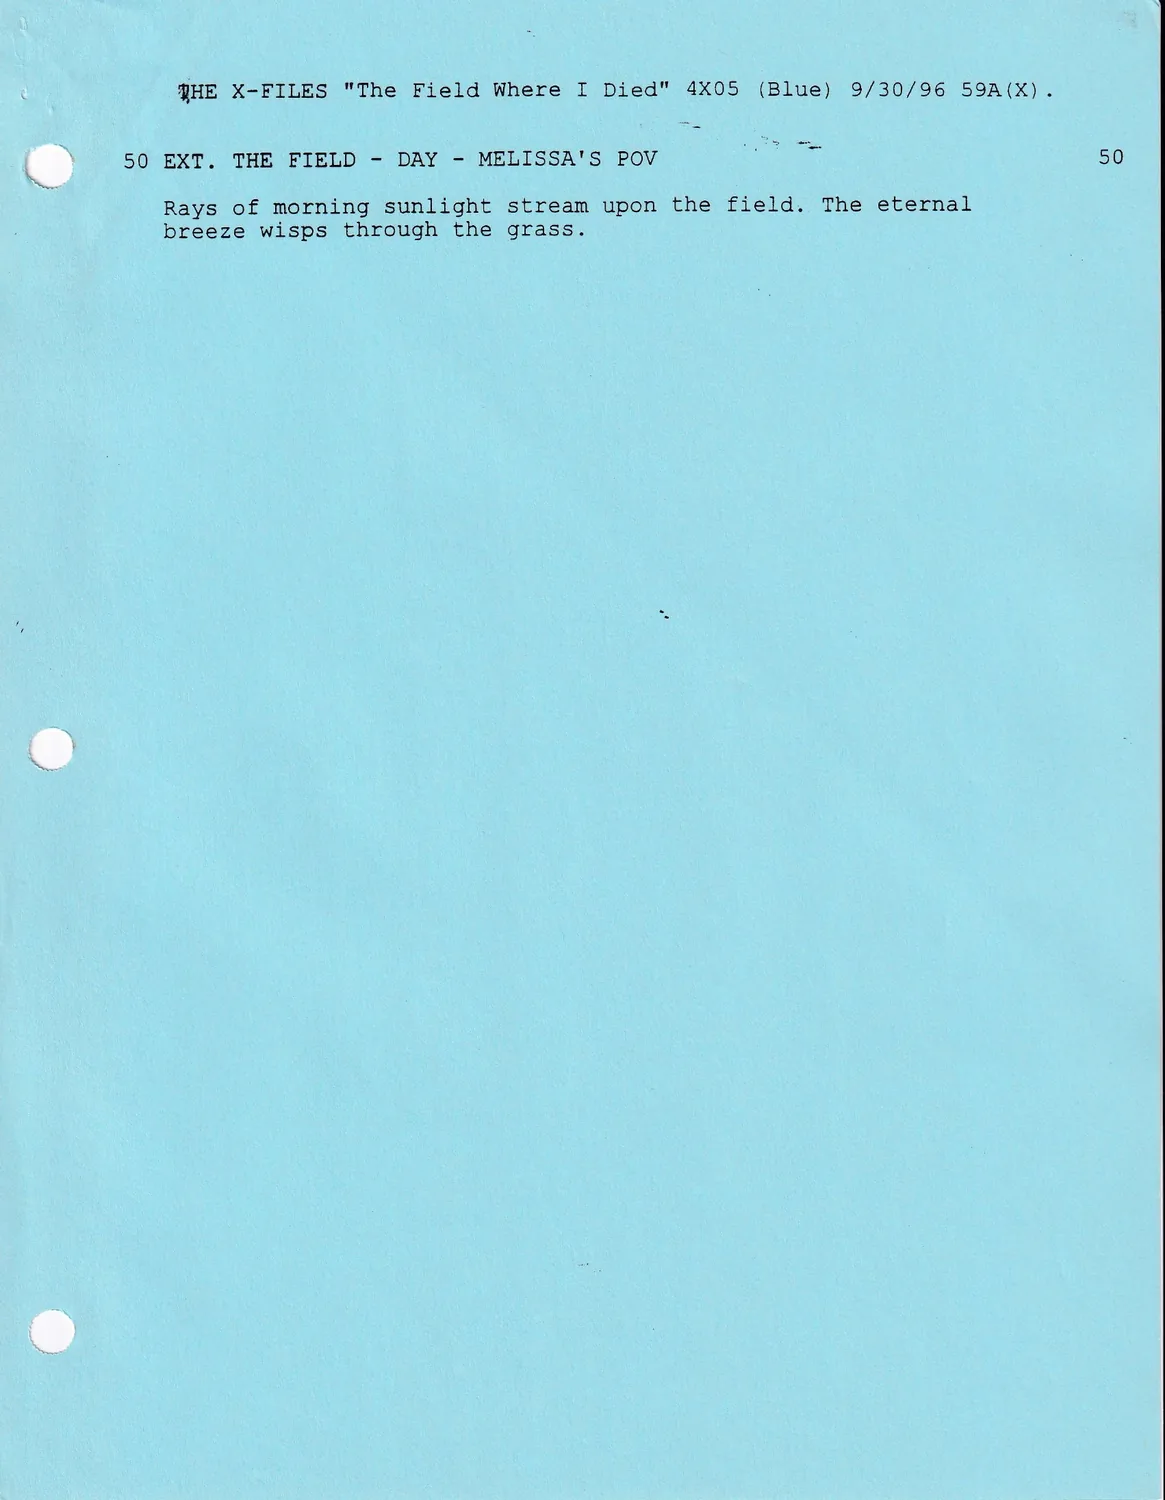 THE X-FILES "The Field Where I Died" 4X05 (Blue) 9/30/96 59A(X).
50 EXT. THE FIELD - DAY - MELISSA'S POV 50
Rays of morning sunlight stream upon the field. The eternal
breeze wisps through the grass.